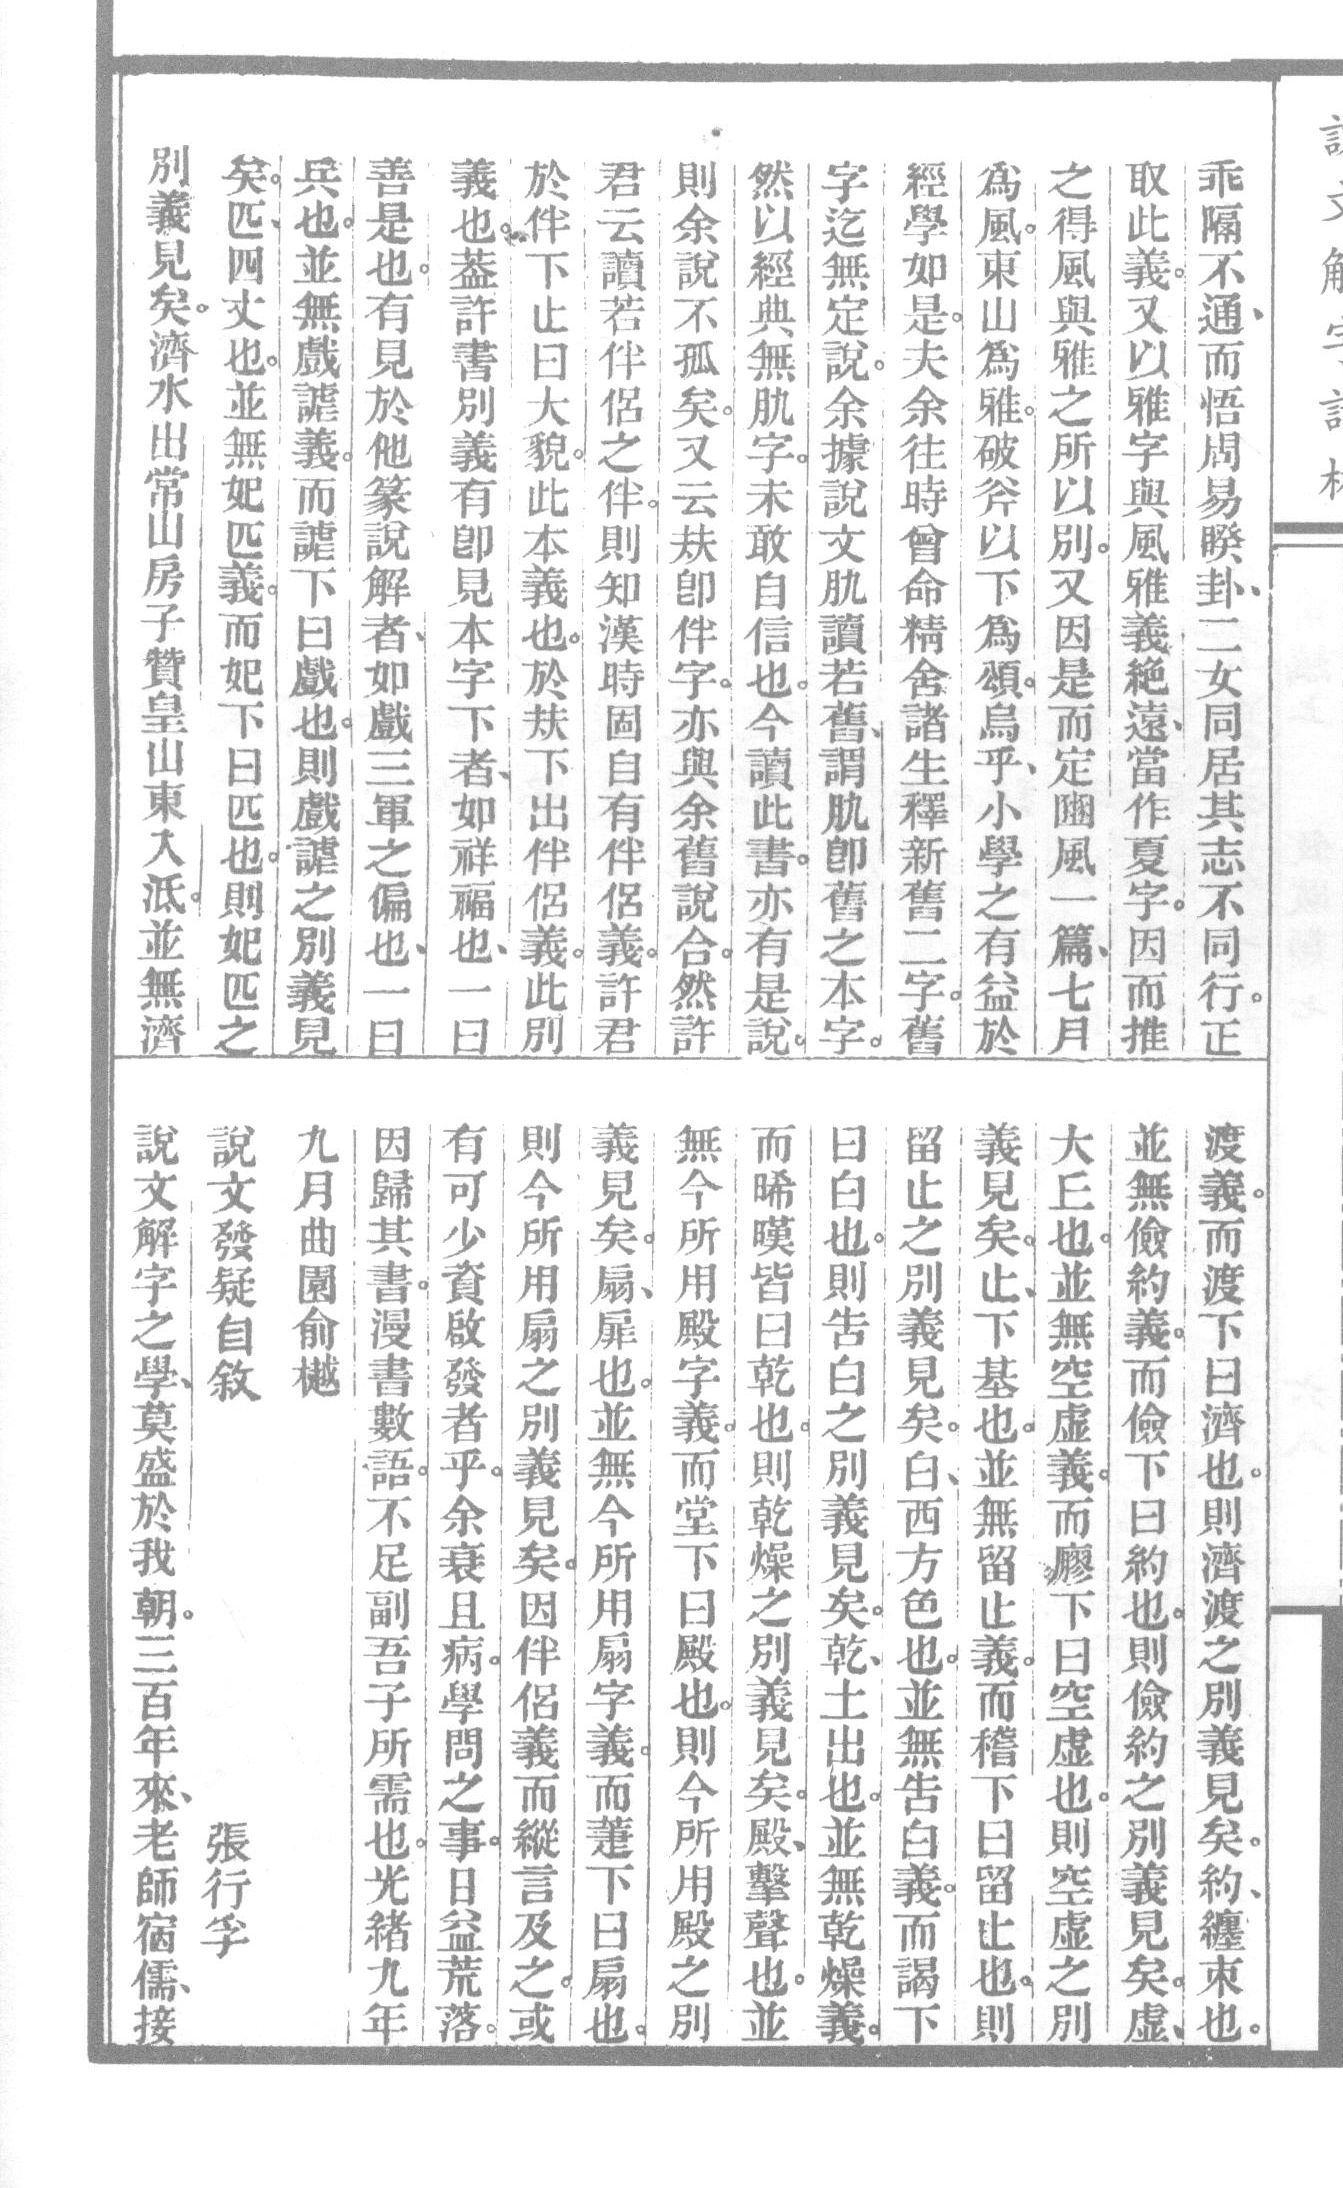 說文解字詁林
乖隔不通、而悟周易睽卦、二女同居其志不同行。正
取此義。又以雅字與風雅義絶遠、當作夏字。因而推
之得風與雅之所以別。又因是而定豳風一篇、七月
爲風。東山爲雅。破斧以下爲頌。烏乎、小學之有益於
經學如是。夫余往時曾命精舍諸生釋新舊二字。舊
字迄無定說。余據說文肍讀若舊、謂肍卽舊之本字。
然以經典無肍字。未敢自信也。今讀此書。亦有是說。
則余說不孤矣。又云㚘卽伴字。亦與余舊說合。然許
君云讀若伴侶之伴。則知漢時固自有伴侶義。許君
於伴下止曰大貌。此本義也。於㚘下出伴侶義。此別
義也。葢許書別義有卽見本字下者、如祥福也、一曰
善是也。有見於他篆說解者、如戲三軍之偏也、一曰
兵也。並無戲謔義。而謔下曰戲也。則戲謔之別義見
矣。匹、四丈也。並無妃匹義。而妃下曰匹也。則妃匹之
別義見矣。濟水出常山房子贊皇山東入泜。並無濟
渡義。而渡下曰濟也。則濟渡之別義見矣。約、纏束也。
並無儉約義。而儉下曰約也。則儉約之別義見矣。虛、
大丘也。並無空虛義。而㢝下曰空虛也。則空虛之別
義見矣。止、下基也。並無留止義。而稽下曰留止也。則
留止之別義見矣。白、西方色也。並無告白義。而謁下
曰白也。則告白之別義見矣。乾、土出也。並無乾燥義。
而晞暵皆曰乾也。則乾燥之別義見矣。殿、擊聲也。並
無今所用殿字義。而堂下曰殿也。則今所用殿之別
義見矣。扇、扉也。並無今所用扇字義。而萐下曰扇也。
則今所用扇之別義見矣。因伴侶義而縱言及之。或
有可少資啟發者乎。余衰且病。學問之事。日益荒落。
因歸其書。漫書數語。不足副吾子所需也。光緒九年
九月曲園俞樾
說文發疑自敘 張行孚
說文解字之學、莫盛於我朝。三百年來、老師宿儒、接